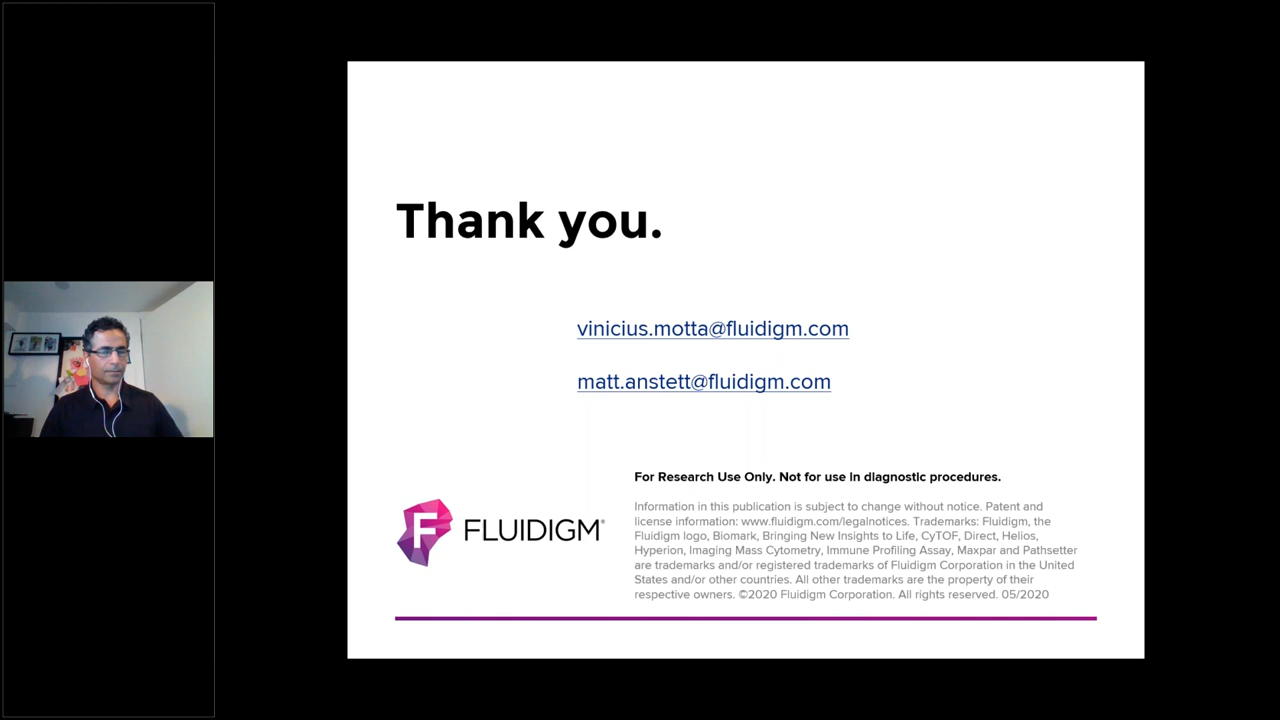 Thank you.
vinicius.motta@fluidigm.com
matt.anstett@fluidigm.com
For Research Use Only. Not for use in diagnostic procedures.
Information in this publication is subject to change without notice. Patent and
license information: www.fluidigm.com/legalnotices. Trademarks: Fluidigm, the
Fluidigm logo, Biomark, Bringing New Insights to Life, CyTOF, Direct, Helios,
Hyperion, Imaging Mass Cytometry, Immune Profiling Assay, Maxpar and Pathsetter
are trademarks and/or registered trademarks of Fluidigm Corporation in the United
States and/or other countries. All other trademarks are the property of their
respective owners. ©2020 Fluidigm Corporation. All rights reserved. 05/2020
F FLUIDIGM®